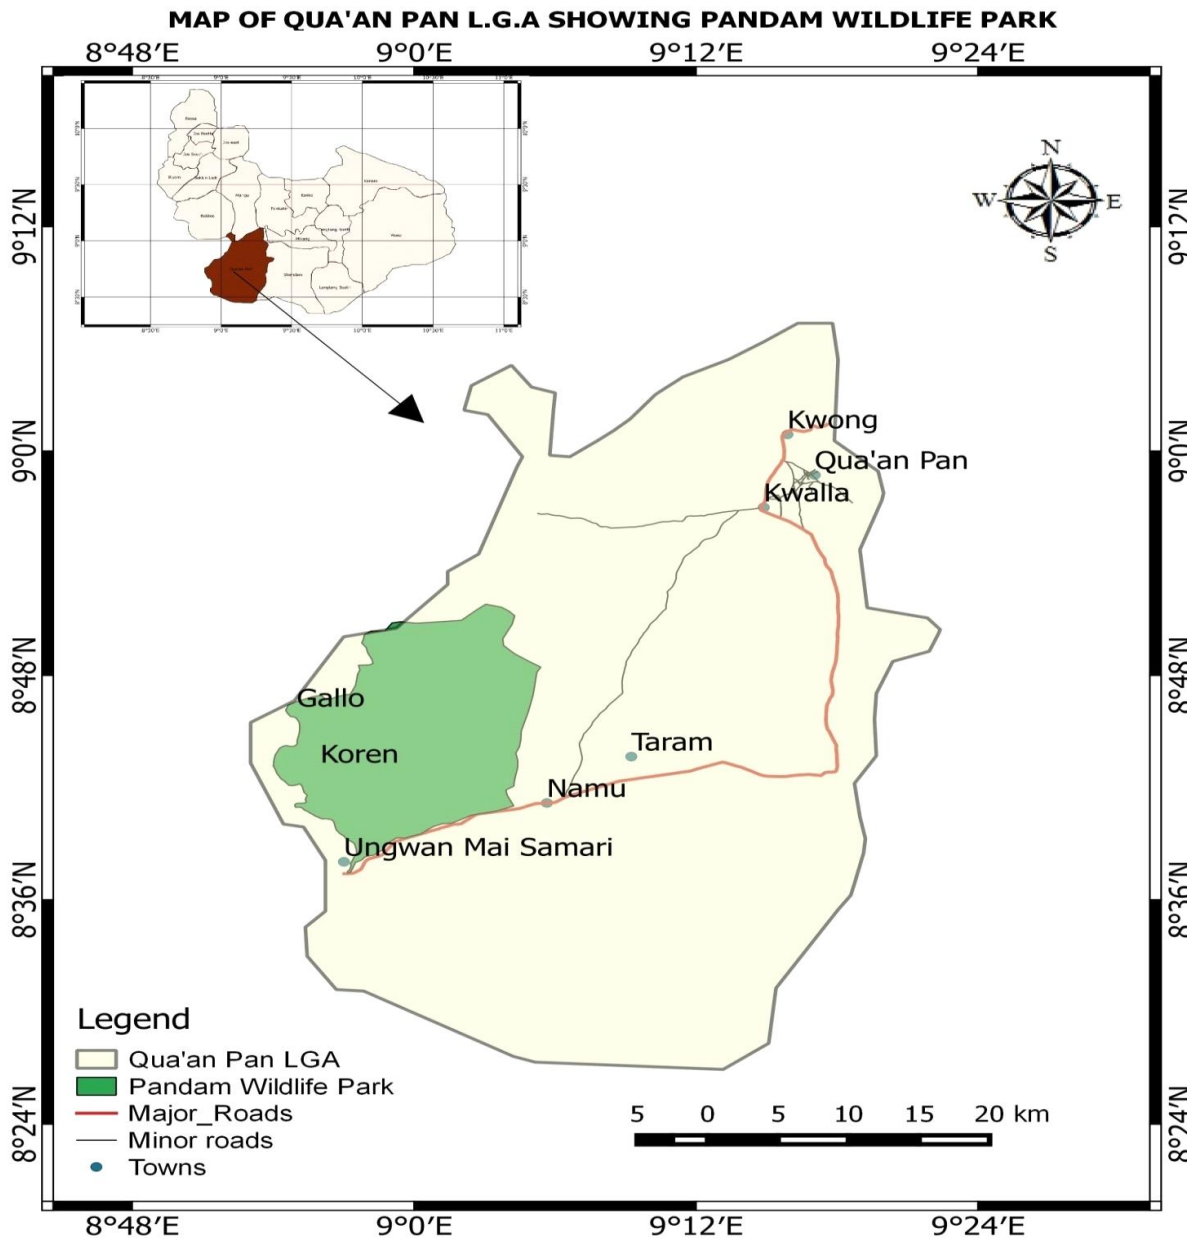 MAP OF QUA'AN PAN L.G.A SHOWING PANDAM WILDLIFE PARK
8°48′E 9°0′E 9°12′E 9°24′E
N
W E
S
9°12′N 9°12′N
Kwong
9°0′N 9°0′N
Qua'an Pan
Kwalla
8°48′N 8°48′N
Gallo
Taram
Koren
Namu
Ungwan Mai Samari
8°36′N 8°36′N
Legend
Qua'an Pan LGA
Pandam Wildlife Park
Major_Roads
Minor roads
Towns
5 0 5 10 15 20 km
8°24′N 8°24′N
8°48′E 9°0′E 9°12′E 9°24′E